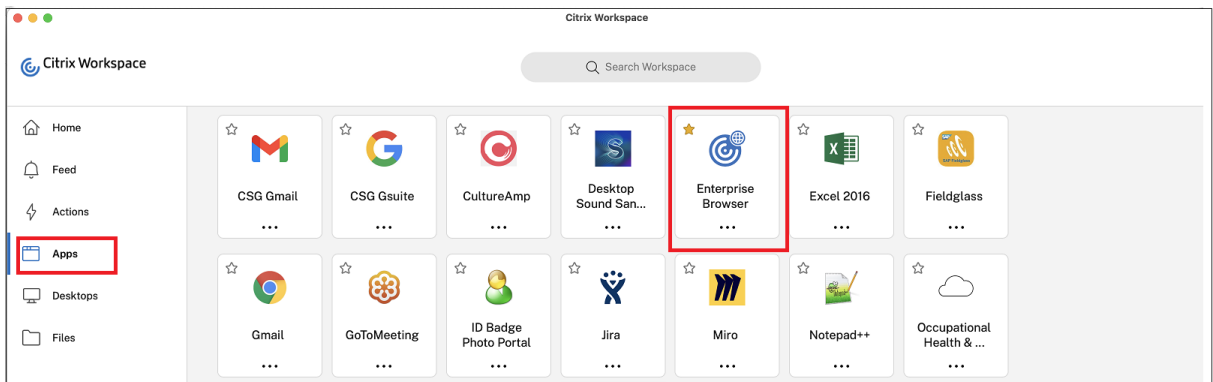 Citrix Workspace
Citrix Workspace
Search Workspace
Home
Feed
Actions
Apps
Desktops
Files
CSG Gmail
CSG Gsuite
CultureAmp
Desktop
Sound San...
Enterprise
Browser
Excel 2016
Fieldglass
Gmail
GoToMeeting
ID Badge
Photo Portal
Jira
Miro
Notepad++
Occupational
Health & ...